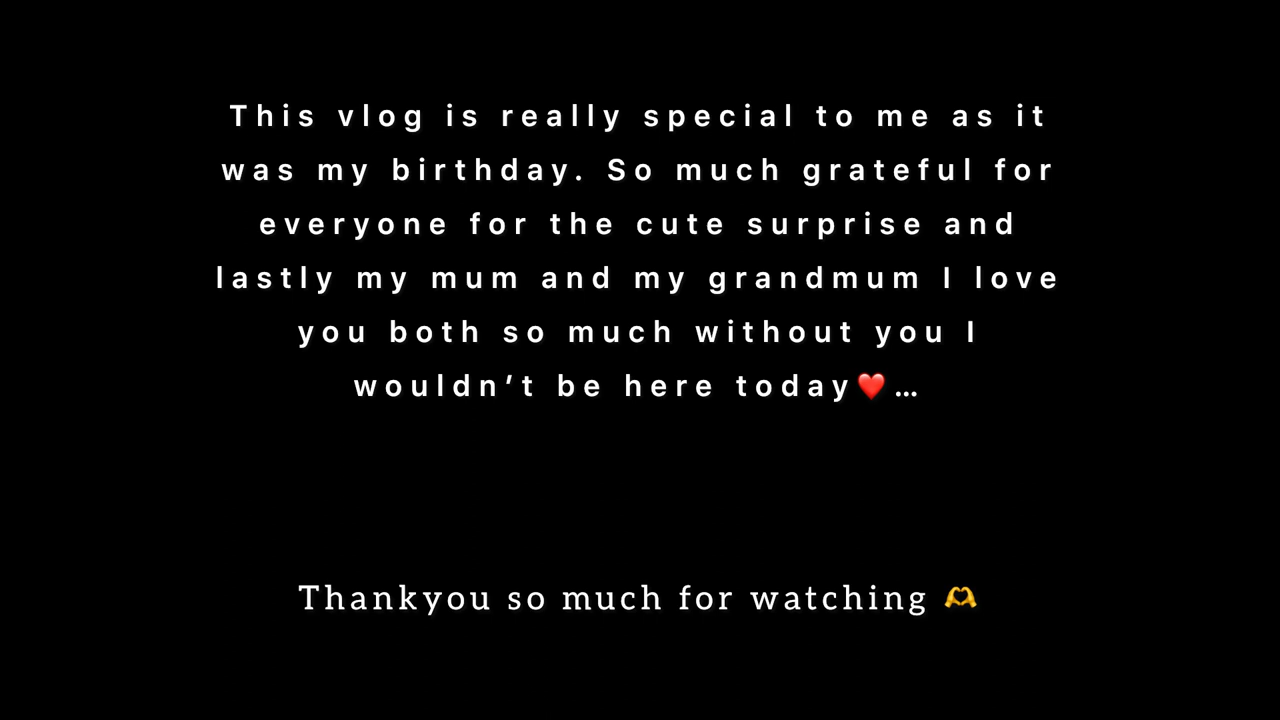 This vlog is really special to me as it
was my birthday. So much grateful for
everyone for the cute surprise and
lastly my mum and my grandmum I love
you both so much without you I
wouldn’t be here today❤️…
Thankyou so much for watching 🫶